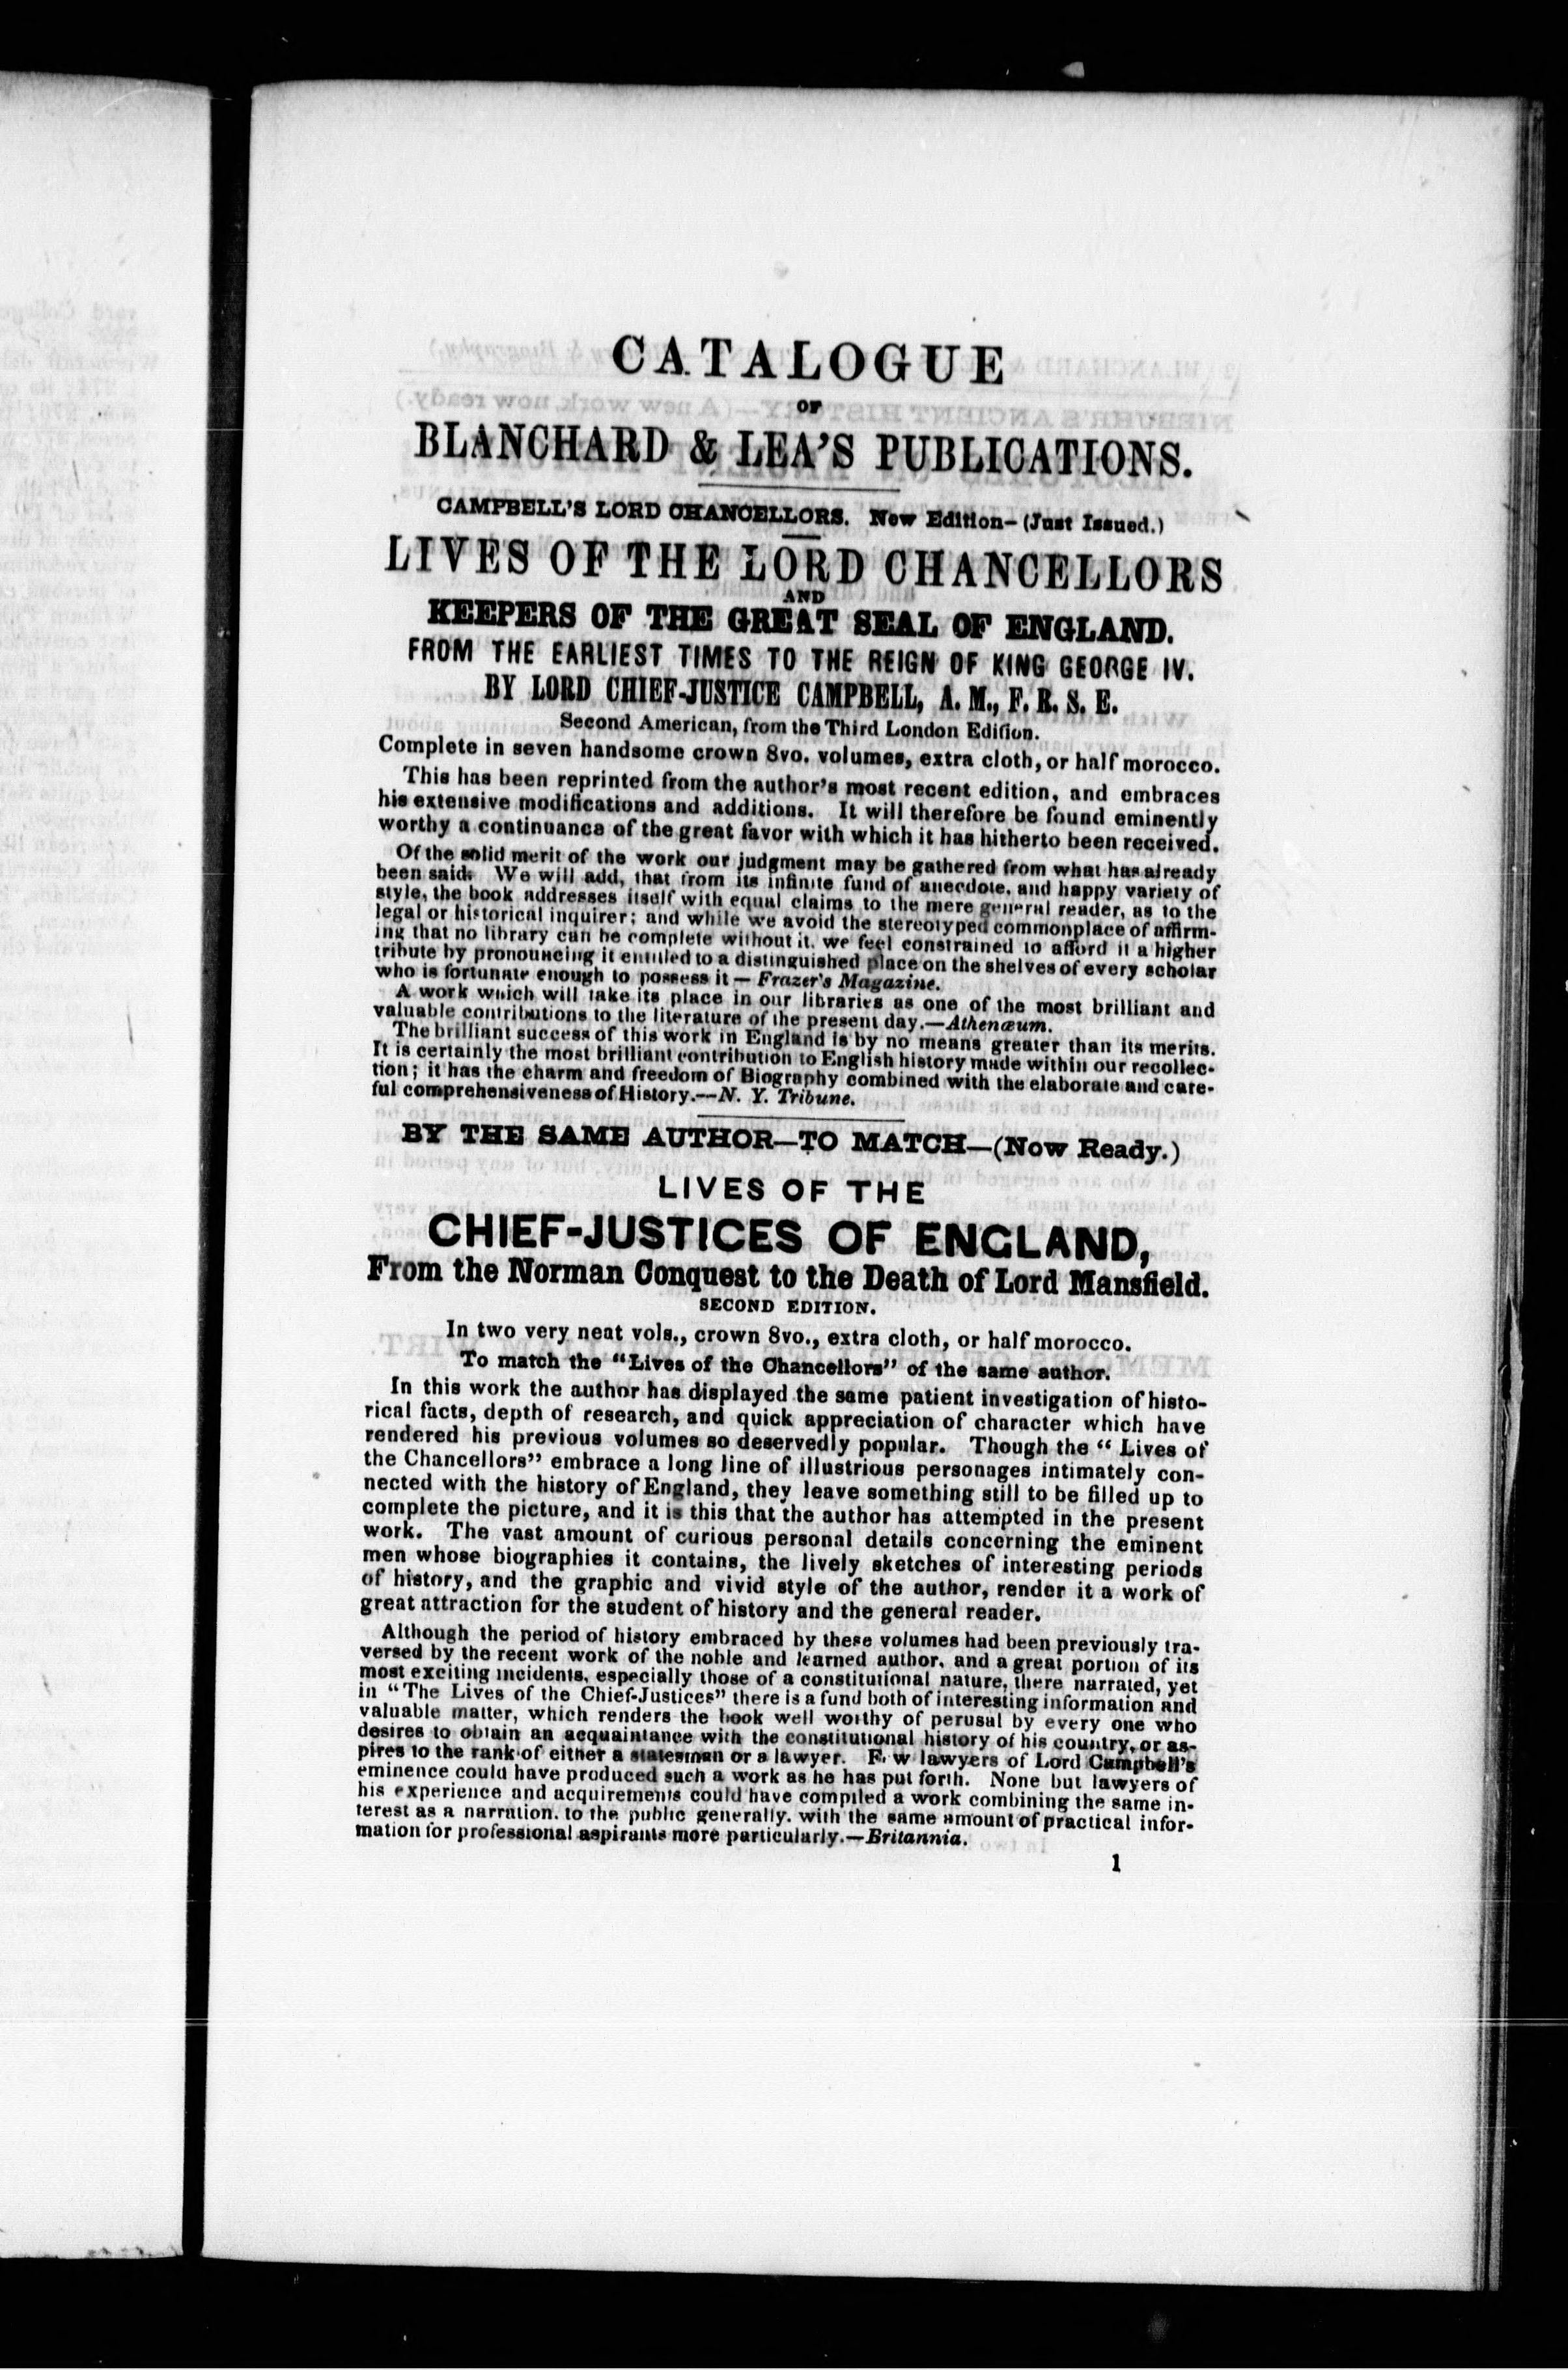 CATALOGUE
OF
BLANCHARD & LEA'S PUBLICATIONS.
CAMPBELL'S LORD CHANCELLORS. New Edition—(Just Issued.)
LIVES OF THE LORD CHANCELLORS
AND
KEEPERS OF THE GREAT SEAL OF ENGLAND.
FROM THE EARLIEST TIMES TO THE REIGN OF KING GEORGE IV.
BY LORD CHIEF-JUSTICE CAMPBELL, A. M., F. R. S. E.
Second American, from the Third London Edition.
Complete in seven handsome crown 8vo. volumes, extra cloth, or half morocco.
This has been reprinted from the author's most recent edition, and embraces
his extensive modifications and additions. It will therefore be found eminently
worthy a continuance of the great favor with which it has hitherto been received.
Of the solid merit of the work our judgment may be gathered from what has already
been said. We will add, that from its infinite fund of anecdote, and happy variety of
style, the book addresses itself with equal claims to the mere general reader, as to the
legal or historical inquirer; and while we avoid the stereotyped commonplace of affirm-
ing that no library can be complete without it, we feel constrained to afford it a higher
tribute by pronouncing it entitled to a distinguished place on the shelves of every scholar
who is fortunate enough to possess it — Frazer's Magazine.
A work which will take its place in our libraries as one of the most brilliant and
valuable contributions to the literature of the present day.—Athenæum.
The brilliant success of this work in England is by no means greater than its merits.
It is certainly the most brilliant contribution to English history made within our recollec-
tion; it has the charm and freedom of Biography combined with the elaborate and care-
ful comprehensiveness of History.—N. Y. Tribune.
BY THE SAME AUTHOR—TO MATCH—(Now Ready.)
LIVES OF THE
CHIEF-JUSTICES OF ENGLAND,
From the Norman Conquest to the Death of Lord Mansfield.
SECOND EDITION.
In two very neat vols., crown 8vo., extra cloth, or half morocco.
To match the "Lives of the Chancellors" of the same author.
In this work the author has displayed the same patient investigation of histo-
rical facts, depth of research, and quick appreciation of character which have
rendered his previous volumes so deservedly popular. Though the "Lives of
the Chancellors" embrace a long line of illustrious personages intimately con-
nected with the history of England, they leave something still to be filled up to
complete the picture, and it is this that the author has attempted in the present
work. The vast amount of curious personal details concerning the eminent
men whose biographies it contains, the lively sketches of interesting periods
of history, and the graphic and vivid style of the author, render it a work of
great attraction for the student of history and the general reader.
Although the period of history embraced by these volumes had been previously tra-
versed by the recent work of the noble and learned author, and a great portion of its
most exciting incidents, especially those of a constitutional nature, there narrated, yet
in "The Lives of the Chief-Justices" there is a fund both of interesting information and
valuable matter, which renders the book well worthy of perusal by every one who
desires to obtain an acquaintance with the constitutional history of his country, or as-
pires to the rank of either a statesman or a lawyer. Few lawyers of Lord Campbell's
eminence could have produced such a work as he has put forth. None but lawyers of
his experience and acquirements could have compiled a work combining the same in-
terest as a narration, to the public generally, with the same amount of practical infor-
mation for professional aspirants more particularly.—Britannia.
1